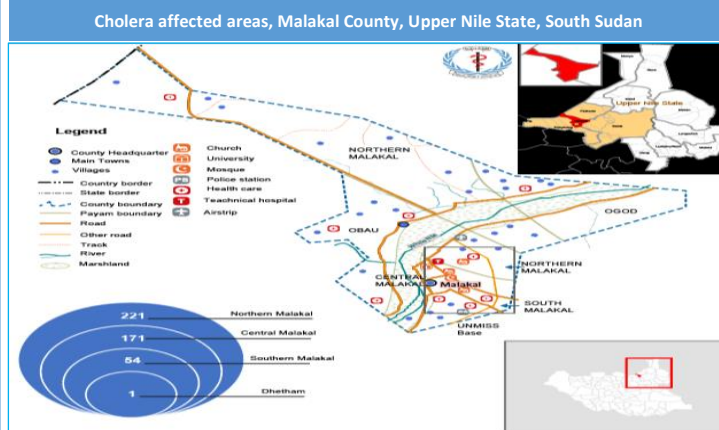 Cholera affected areas, Malakal County, Upper Nile State, South Sudan
Legend
County Headquarter
Main Towns
Villages
Country border
State border
County boundary
Payam boundary
Road
Other road
Track
River
Marshland
Church
University
Mosque
Police station
Health care
Teachnical hospital
Airstrip
Upper Nile State
NORTHERN
MALAKAL
OGOD
OBAU
CENTRAL
MALAKAL
Malakal
NORTHERN
MALAKAL
SOUTH
MALAKAL
UNMISS
Base
221 Northern Malakal
171 Central Malakal
54 Southern Malakal
1 Dhetham